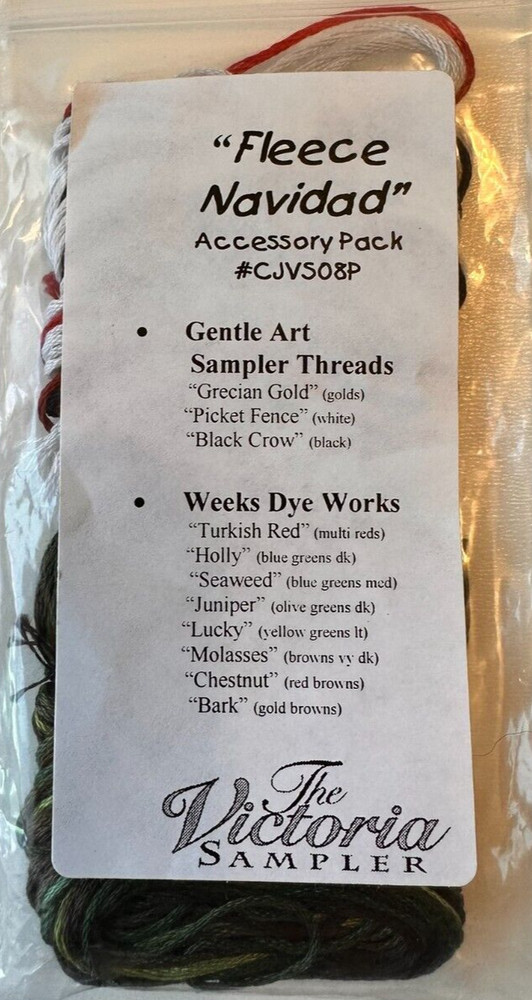 “Fleece
Navidad”
Accessory Pack
#CJVS08P
• Gentle Art
Sampler Threads
“Grecian Gold” (golds)
“Picket Fence” (white)
“Black Crow” (black)
• Weeks Dye Works
“Turkish Red” (multi reds)
“Holly” (blue greens dk)
“Seaweed” (blue greens med)
“Juniper” (olive greens dk)
“Lucky” (yellow greens lt)
“Molasses” (browns vy dk)
“Chestnut” (red browns)
“Bark” (gold browns)
The
Victoria
SAMPLER